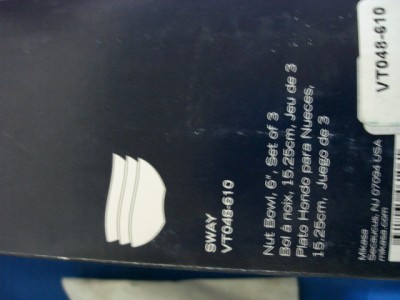 VT048-610
SWAY
VT048-610
Nut Bowl, 6", Set of 3
Bol à noix, 15,25cm, Jeu de 3
Plato Hondo para Nueces,
15,25cm, Juego de 3
Mikasa
Secaucus, NJ 07094 USA
mikasa.com